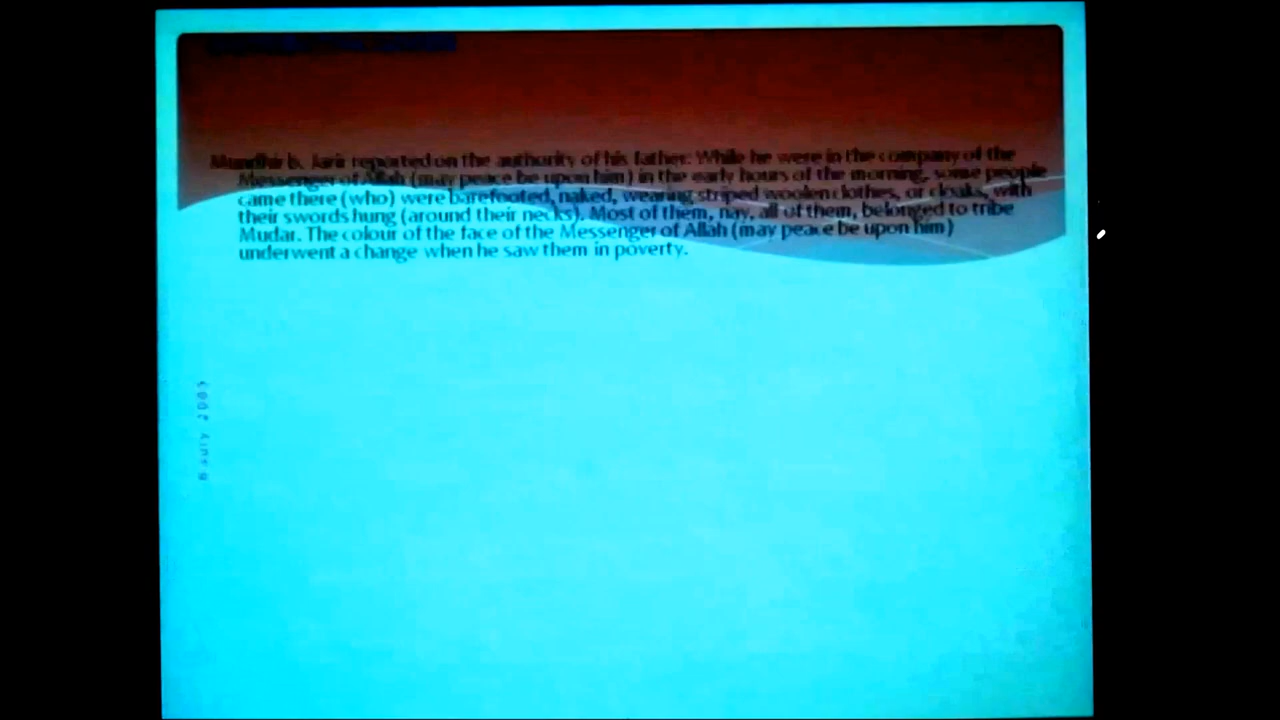 Mundhir b. Jarir reported on the authority of his father: While he were in the company of the
Messenger of Allah (may peace be upon him) in the early hours of the morning, some people
came there (who) were barefooted, naked, wearing striped woolen clothes, or cloaks, with
their swords hung (around their necks). Most of them, nay, all of them, belonged to tribe
Mudar. The colour of the face of the Messenger of Allah (may peace be upon him)
underwent a change when he saw them in poverty.